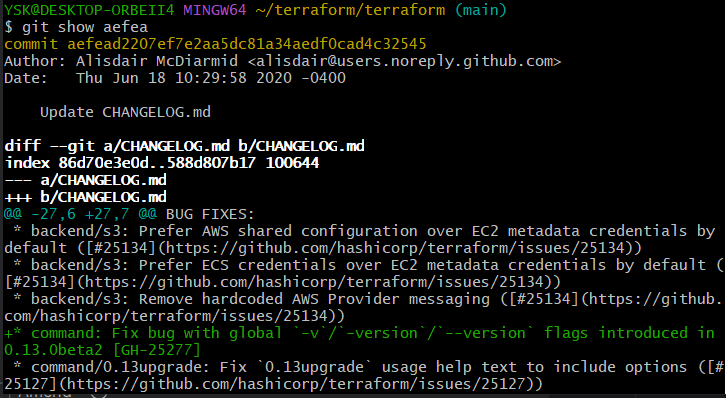 YSK@DESKTOP-ORBEII4 MINGW64 ~/terraform/terraform (main)
$ git show aefea
commit aefead2207ef7e2aa5dc81a34aedf0cad4c32545
Author: Alisdair McDiarmid <alisdair@users.noreply.github.com>
Date:   Thu Jun 18 10:29:58 2020 -0400

    Update CHANGELOG.md

diff --git a/CHANGELOG.md b/CHANGELOG.md
index 86d70e3e0d..588d807b17 100644
--- a/CHANGELOG.md
+++ b/CHANGELOG.md
@@ -27,6 +27,7 @@ BUG FIXES:
 * backend/s3: Prefer AWS shared configuration over EC2 metadata credentials by
default ([#25134](https://github.com/hashicorp/terraform/issues/25134))
 * backend/s3: Prefer ECS credentials over EC2 metadata credentials by default (
[#25134](https://github.com/hashicorp/terraform/issues/25134))
 * backend/s3: Remove hardcoded AWS Provider messaging ([#25134](https://github.
com/hashicorp/terraform/issues/25134))
+* command: Fix bug with global `-v`/`-version`/`--version` flags introduced in
0.13.0beta2 [GH-25277]
 * command/0.13upgrade: Fix `0.13upgrade` usage help text to include options ([#
25127](https://github.com/hashicorp/terraform/issues/25127))